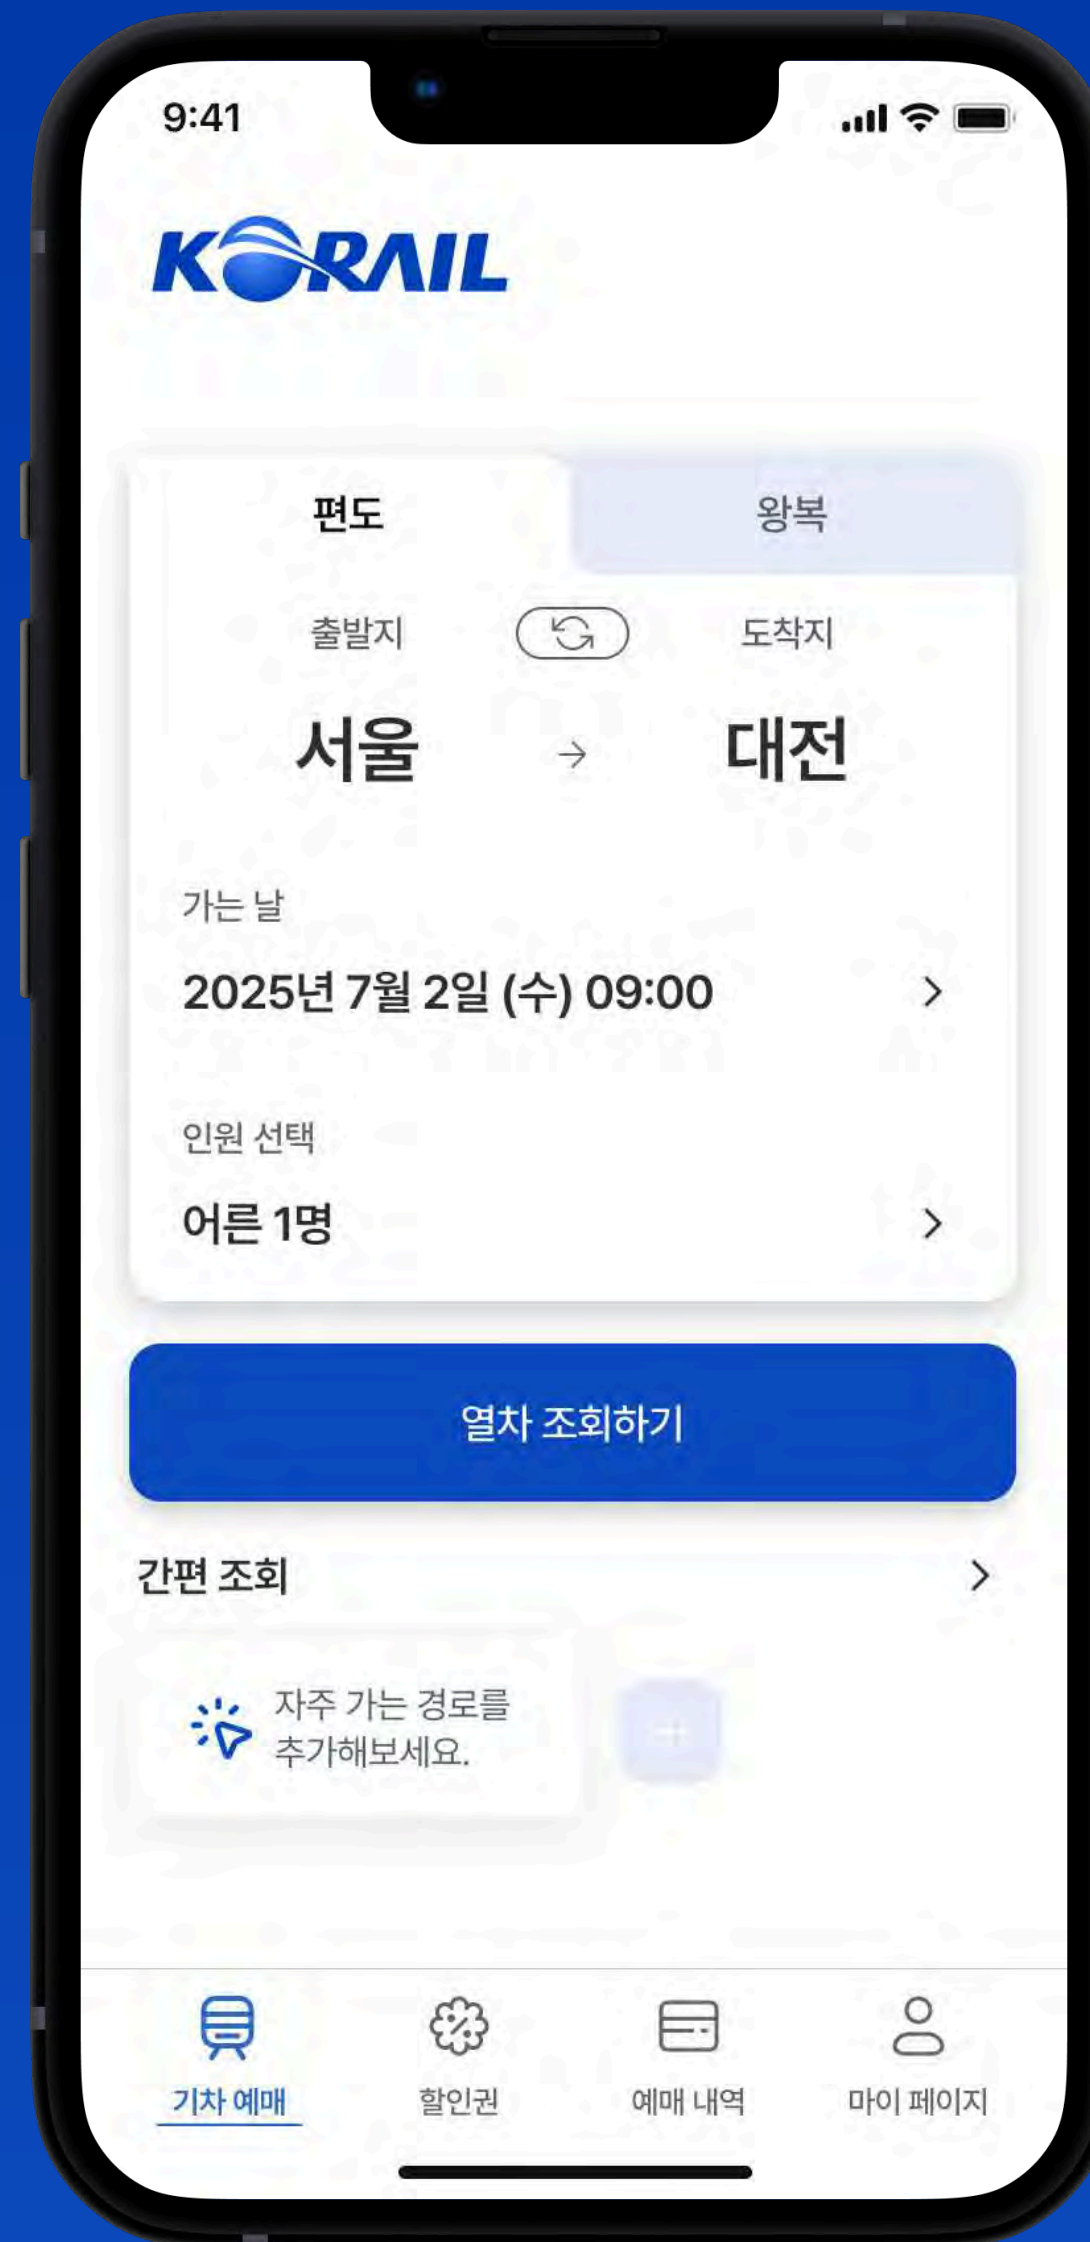 9:41
KORAIL
편도
왕복
출발지
도착지
서울 → 대전
가는 날
2025년 7월 2일 (수) 09:00
인원 선택
어른 1명
열차 조회하기
간편 조회
자주 가는 경로를
추가해보세요.
기차 예매
할인권
예매 내역
마이 페이지